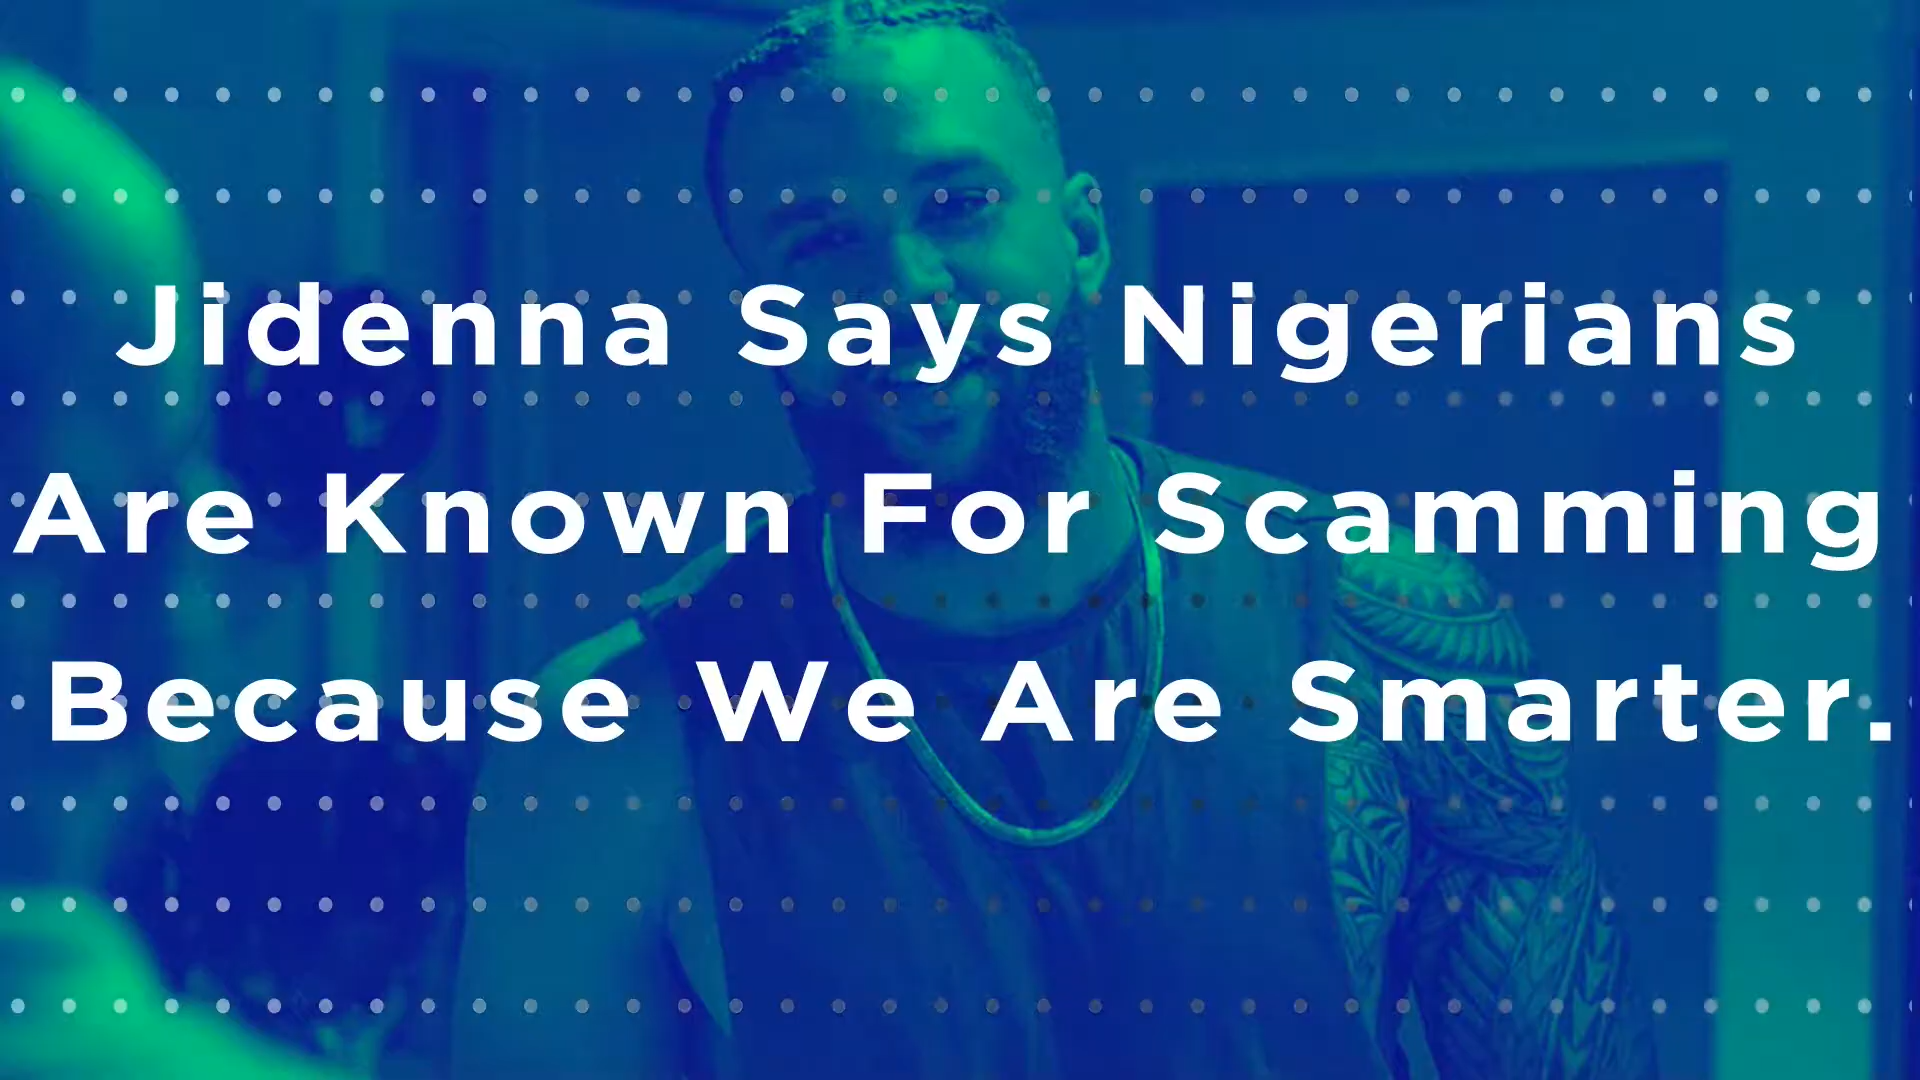 Jidenna Says Nigerians
Are Known For Scamming
Because We Are Smarter.